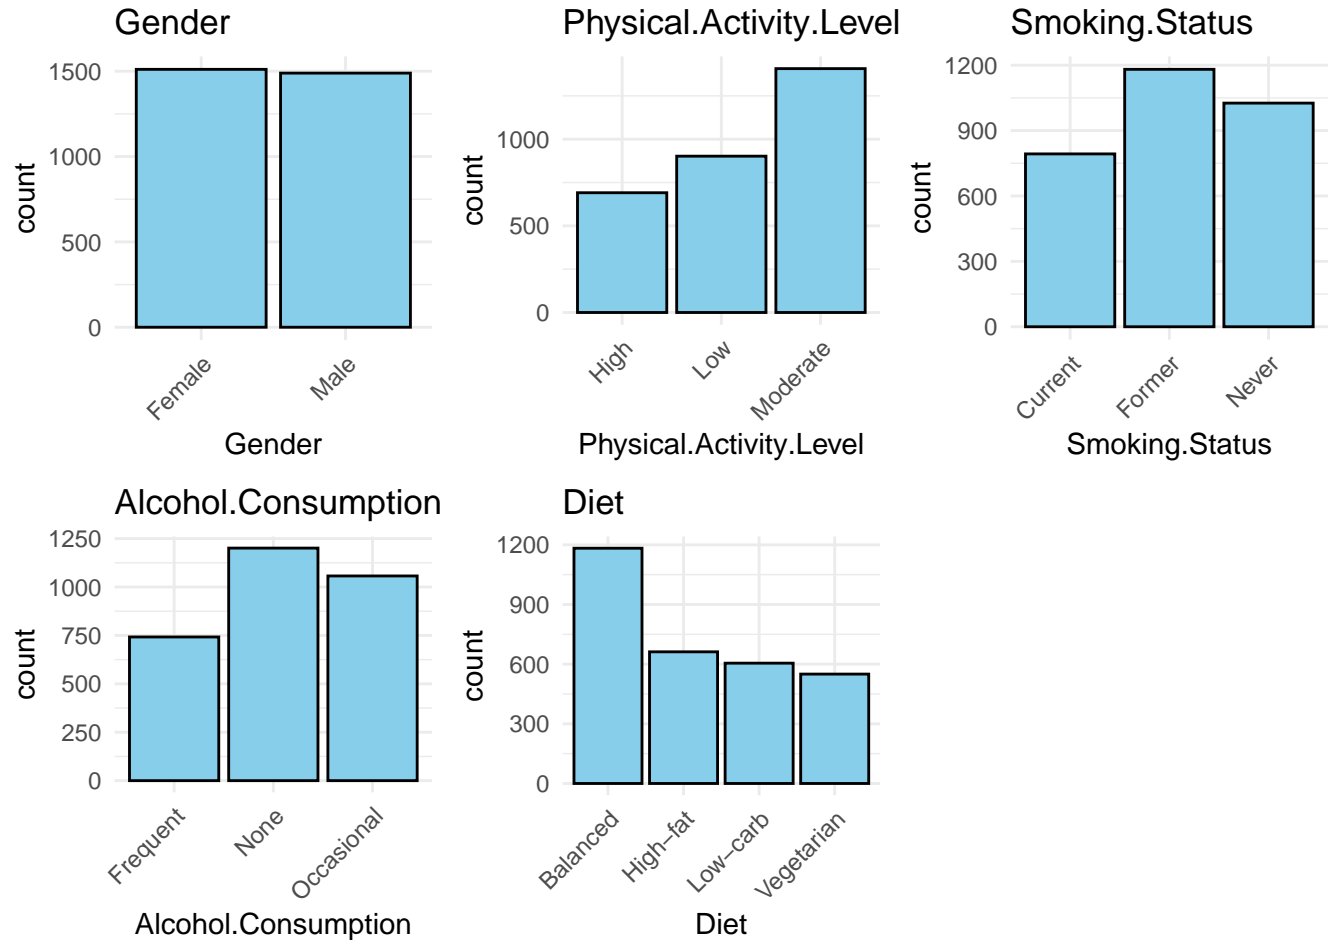 Gender
1500
1000
500
0
count
Female
Male
Gender
Physical.Activity.Level
1000
500
0
count
High
Low
Moderate
Physical.Activity.Level
Smoking.Status
1200
900
600
300
0
count
Current
Former
Never
Smoking.Status
Alcohol.Consumption
1250
1000
750
500
250
0
count
Frequent
None
Occasional
Alcohol.Consumption
Diet
1200
900
600
300
0
count
Balanced
High−fat
Low−carb
Vegetarian
Diet